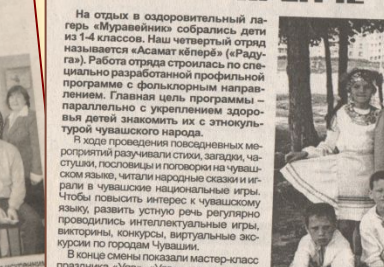 На отдых в оздоровительный ла-
герь «Муравейник» собрались дети
из 1-4 классов. Наш четвертый отряд
называется «Асамат кӗперӗ» («Раду-
га»). Работа отряда строилась по спе-
циально разработанной профильной
программе с фольклорным направ-
лением. Главная цель программы –
параллельно с укреплением здоро-
вья детей знакомить их с этнокуль-
турой чувашского народа.
В ходе проведения повседневных ме-
роприятий разучивали стихи, загадки, ча-
стушки, пословицы и поговорки на чуваш-
ском языке, читали народные сказки и иг-
рали в чувашские национальные игры.
Чтобы повысить интерес к чувашскому
языку, развить устную речь регулярно
проводились интеллектуальные игры,
викторины, конкурсы, виртуальные экс-
курсии по городам Чувашии.
В конце смены показали мастер-класс